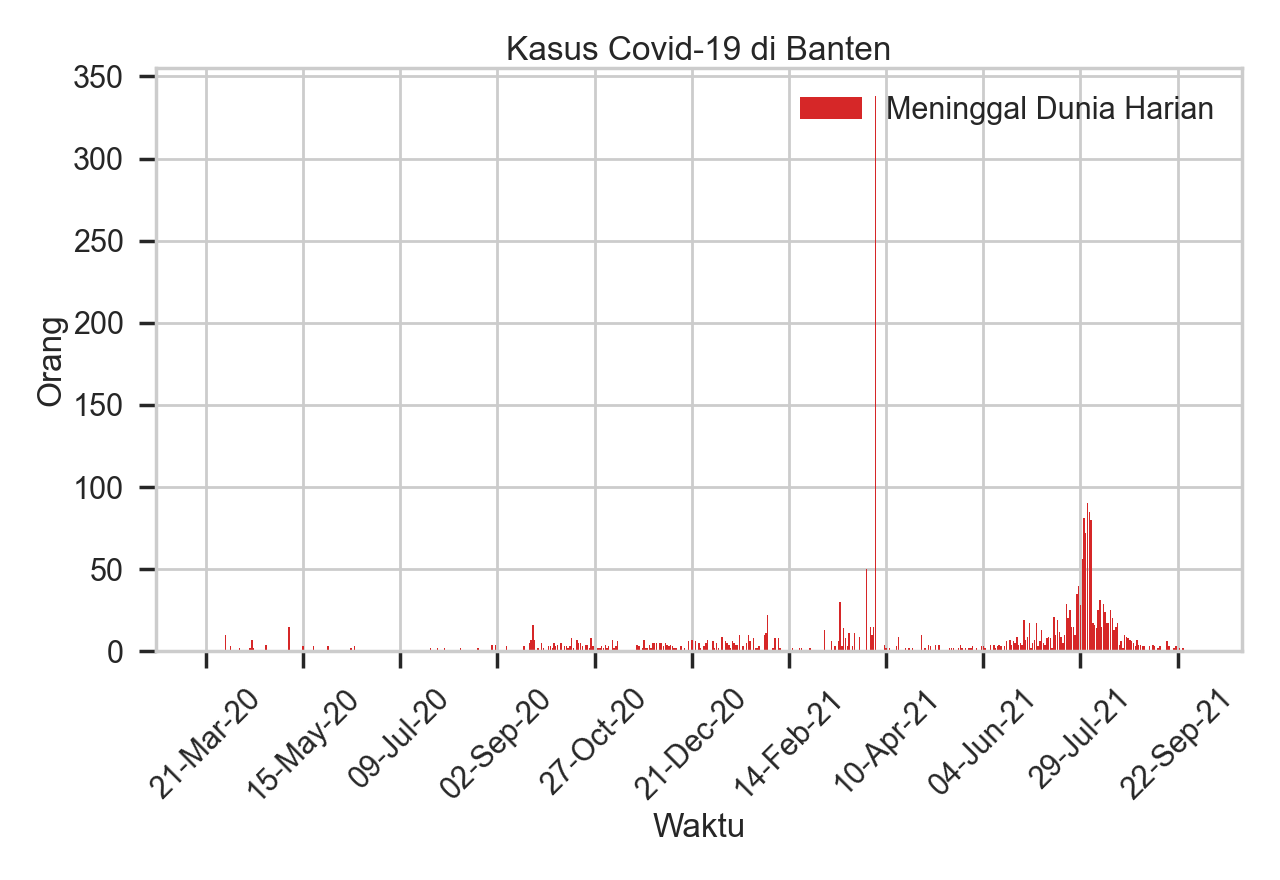 Kasus Covid-19 di Banten
Meninggal Dunia Harian
350
300
250
200
150
100
50
0
Orang
21-Mar-20
15-May-20
09-Jul-20
02-Sep-20
27-Oct-20
21-Dec-20
14-Feb-21
10-Apr-21
04-Jun-21
29-Jul-21
22-Sep-21
Waktu